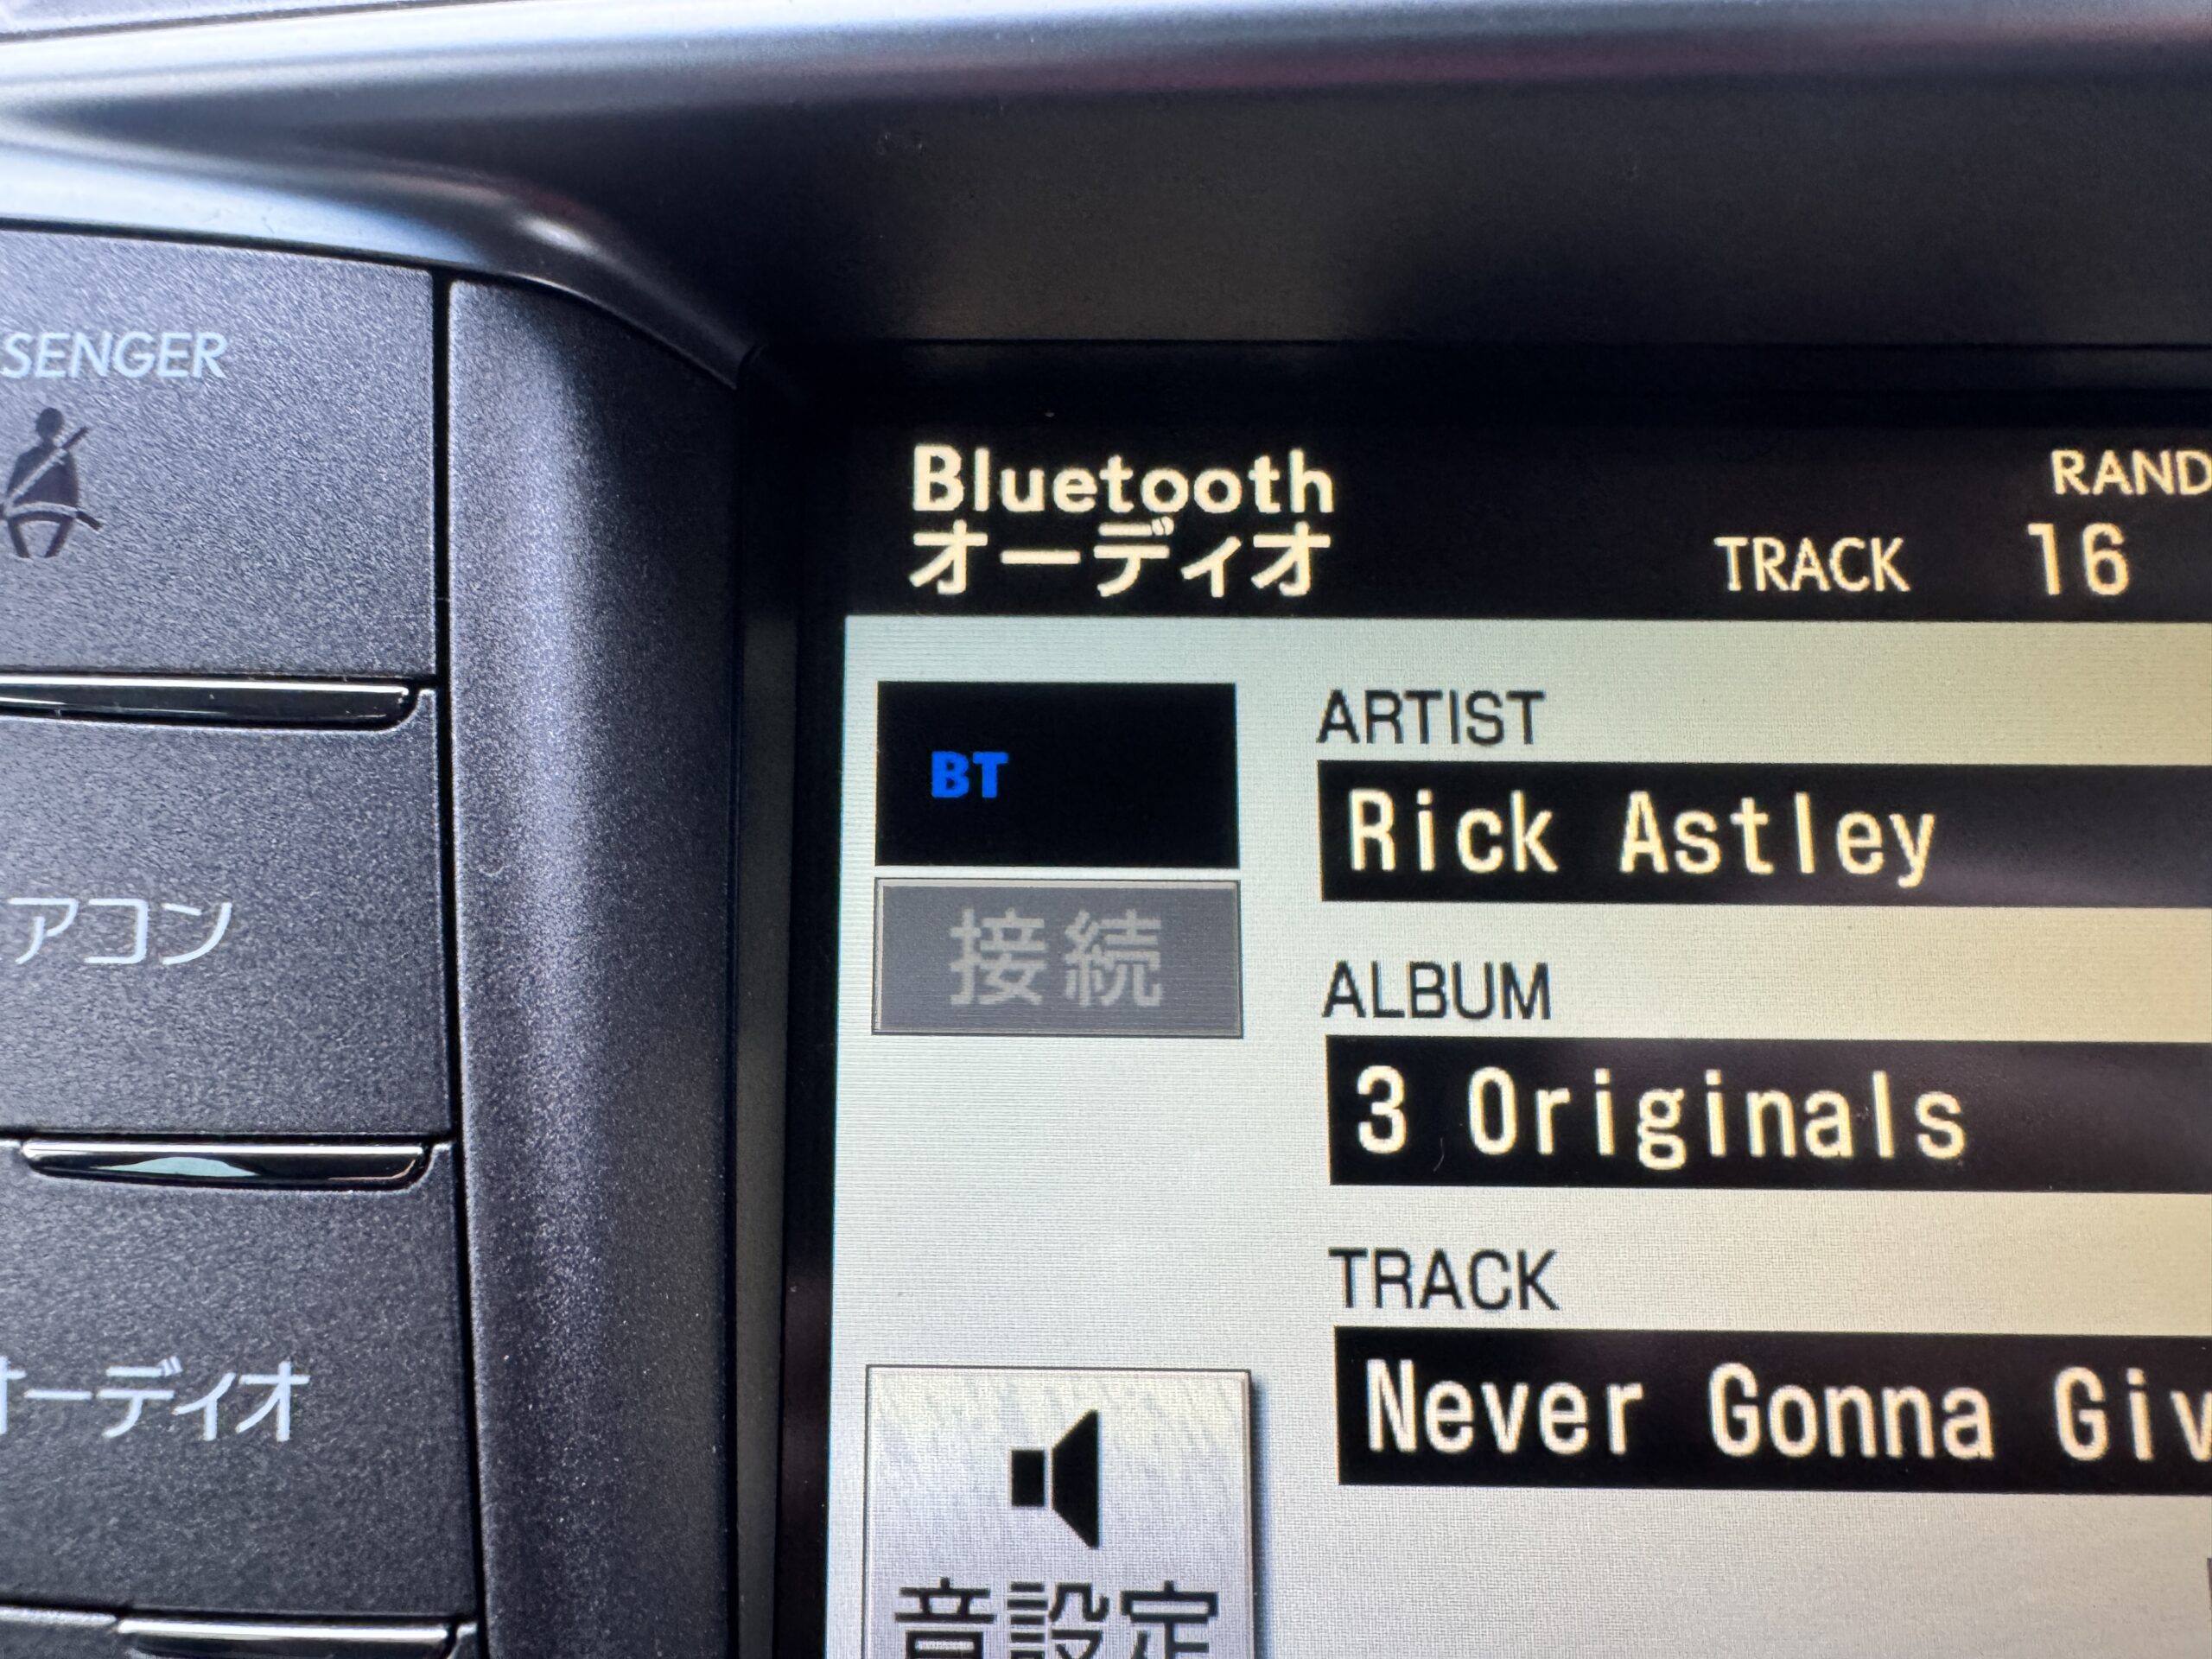 SENGER
アコン
オーディオ
Bluetooth
オーディオ
RAND
TRACK 16
BT
接続
ARTIST
Rick Astley
ALBUM
3 Originals
TRACK
Never Gonna Giv
音設定